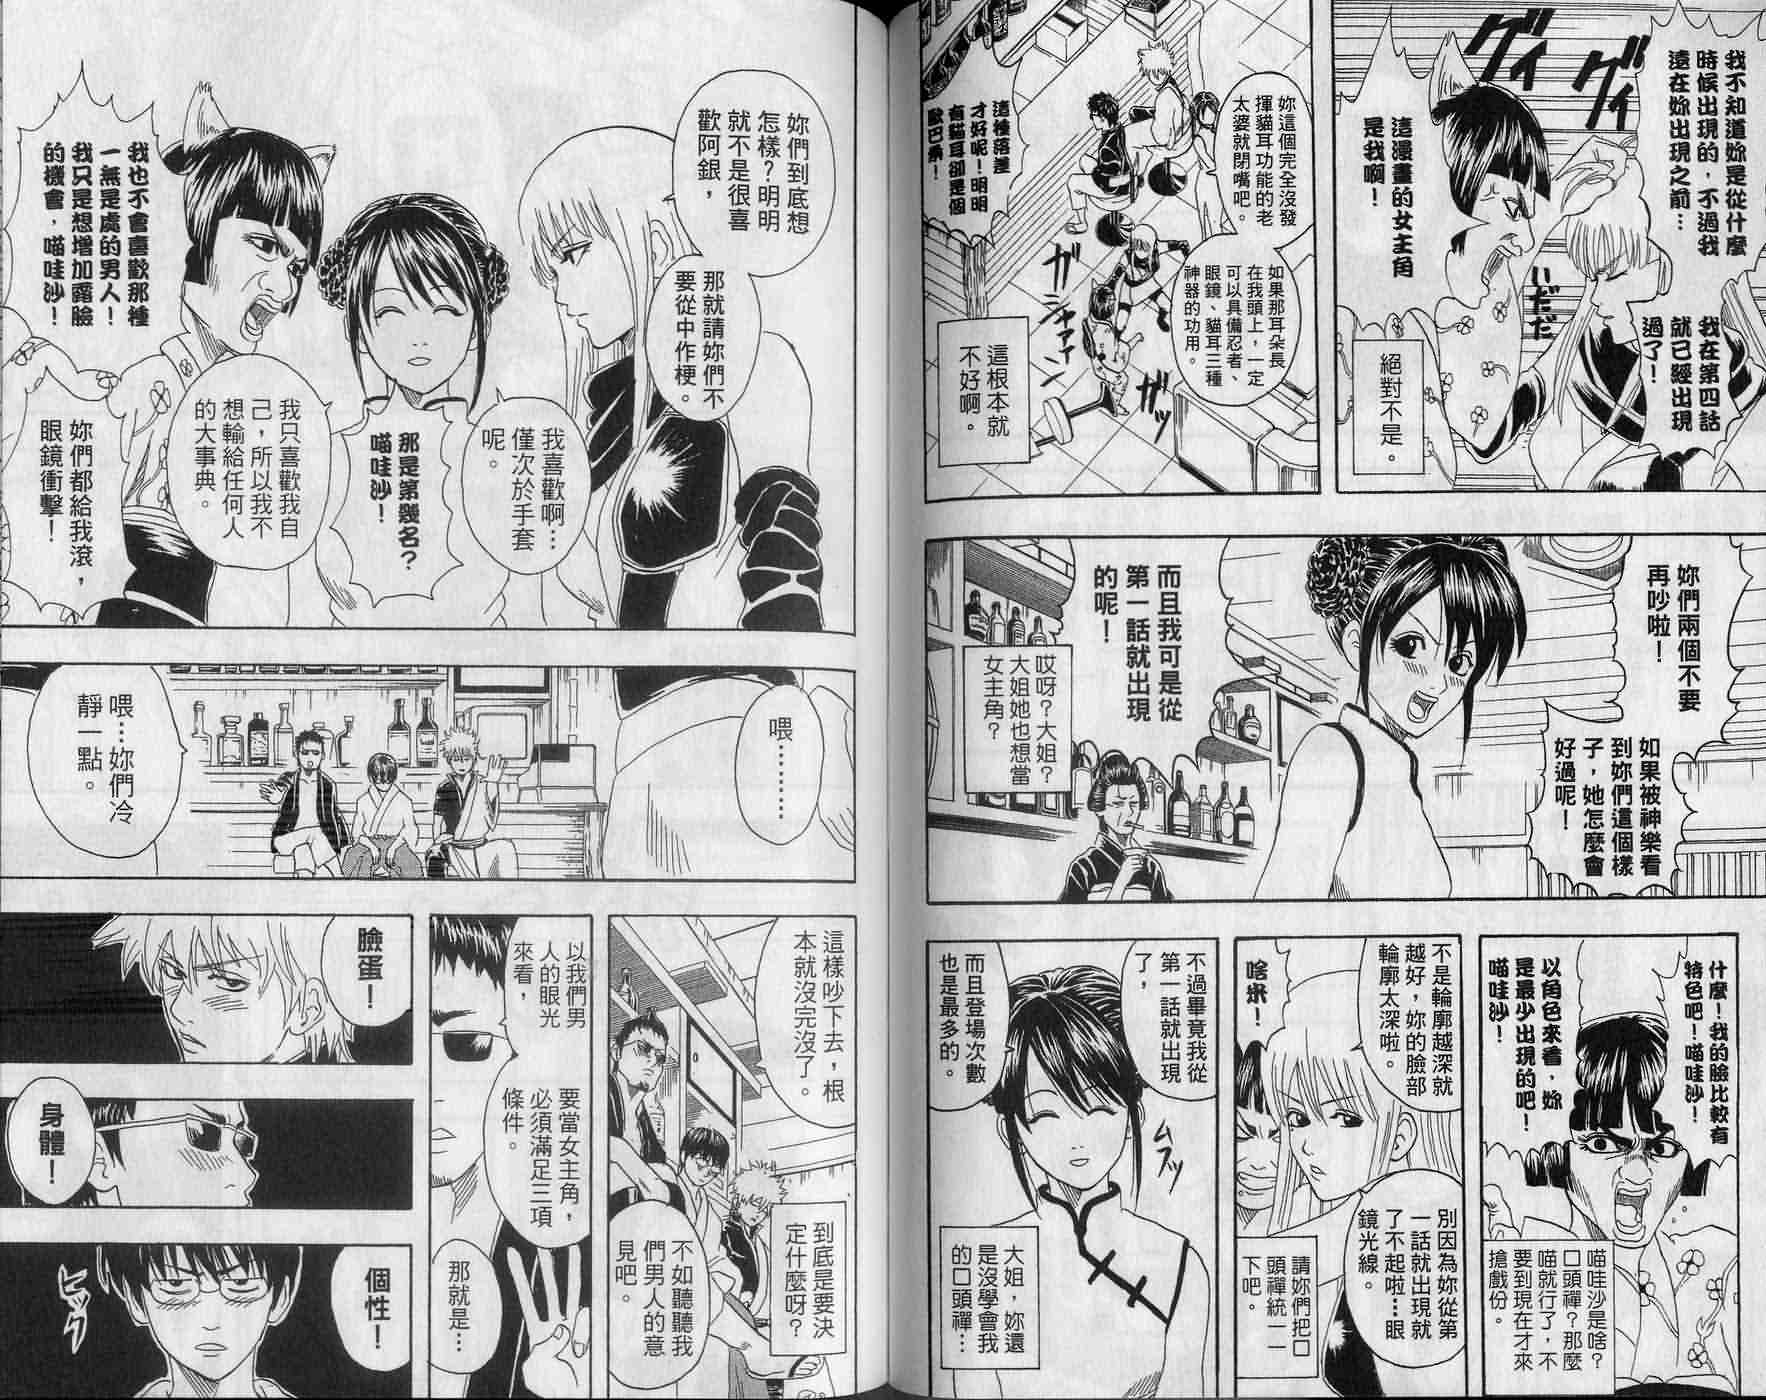 我不知道妳是從什麼
時候出現的，不過我
遠在妳出現之前…
グイ
グイ
這漫畫的女主角
是我啊！
我在第四話
就已經出現
過了！
いだだ
絕對不是。
妳這個完全沒發
揮貓耳功能的老
太婆就閉嘴吧。
如果那耳朵長
在我頭上，一定
可以具備忍者、
眼鏡、貓耳三種
神器的功用。
這種落差
才好呢！明明
有貓耳卻是個
歐巴桑！
ガシャアァン
ガッ
這根本就
不好啊。
妳們兩個不要
再吵啦！
如果被神樂看
到妳們這個樣
子，她怎麼會
好過呢！
而且我可是從
第一話就出現
的呢！
哎呀？大姐？
大姐她也想當
女主角？
什麼！我的臉比較有
特色吧！喵哇沙！
以角色來看，妳
是最少出現的吧！
喵哇沙！
喵哇沙是啥？
口頭禪？那麼
喵就行了，不
要到現在才來
搶戲份。
不是輪廓越深就
越好，妳的臉部
輪廓太深啦。
啥米！
別因為妳從第
一話就出現就
了不起啦…眼
鏡光線。
請妳們把口
頭禪統一一
下吧。
不過畢竟我從
第一話就出現
了，
而且登場次數
也是最多的。
ムフッ
大姐，妳還
是沒學會我
的口頭禪…
妳們到底想
怎樣？明明
就不是很喜
歡阿銀，
那就請妳們不
要從中作梗。
我喜歡啊…
僅次於手套
呢。
那是第幾名？
喵哇沙！
我也不會喜歡那種
一無是處的男人！
我只是想增加露臉
的機會，喵哇沙！
我只喜歡我自
己，所以我不
想輸給任何人
的大事典。
妳們都給我滾，
眼鏡衝擊！
喂………
喂……妳們冷
靜一點。
這樣吵下去，根
本就沒完沒了。
到底是要決
定什麼呀？
不如聽聽我
們男人的意
見吧。
以我們男
人的眼光
來看，
要當女主角，
必須滿足三項
條件。
那就是…
臉蛋！
身體！
個性！
ヒック